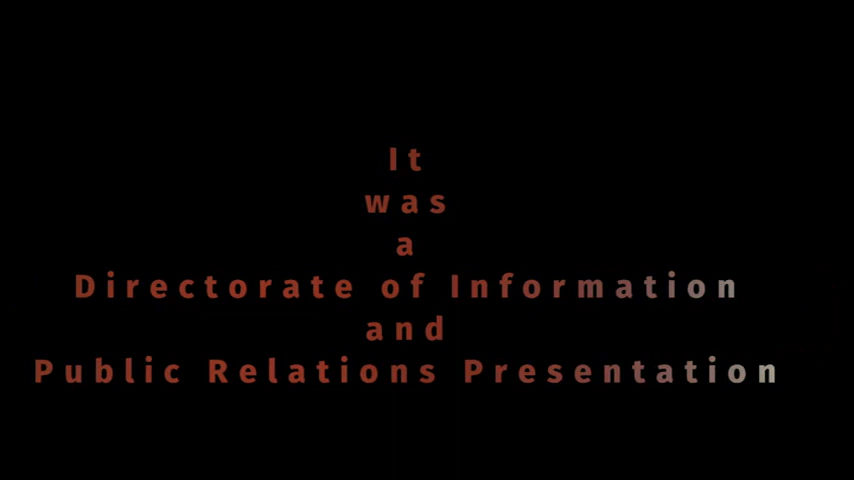 It
was
a
Directorate of Information
and
Public Relations Presentation